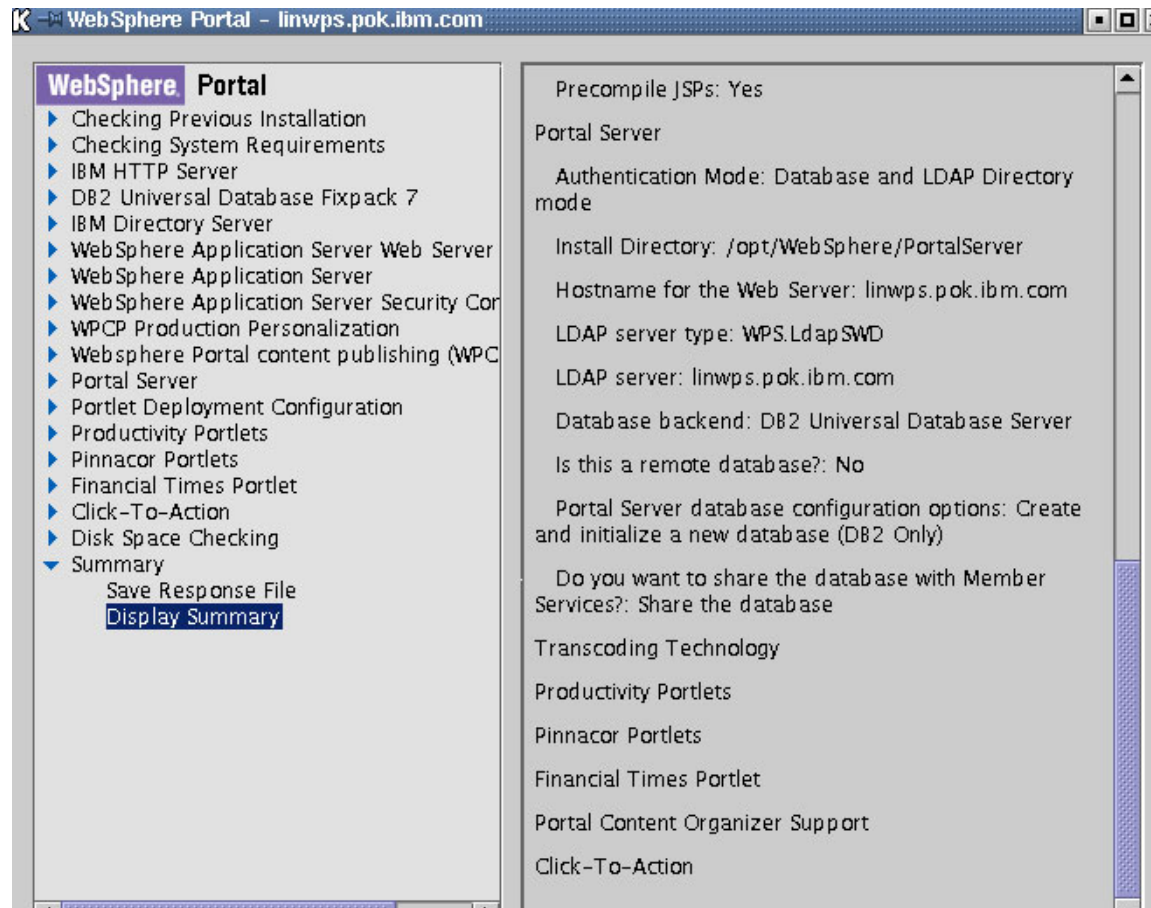 WebSphere Portal - linwps.pok.ibm.com
WebSphere Portal
Checking Previous Installation
Checking System Requirements
IBM HTTP Server
DB2 Universal Database Fixpack 7
IBM Directory Server
WebSphere Application Server Web Server
WebSphere Application Server
WebSphere Application Server Security Cor
WPCP Production Personalization
Websphere Portal content publishing (WPC
Portal Server
Portlet Deployment Configuration
Productivity Portlets
Pinnacor Portlets
Financial Times Portlet
Click-To-Action
Disk Space Checking
Summary
Save Response File
Display Summary
Precompile JSPs: Yes
Portal Server
Authentication Mode: Database and LDAP Directory
mode
Install Directory: /opt/WebSphere/PortalServer
Hostname for the Web Server: linwps.pok.ibm.com
LDAP server type: WPS.LdapSWD
LDAP server: linwps.pok.ibm.com
Database backend: DB2 Universal Database Server
Is this a remote database?: No
Portal Server database configuration options: Create
and initialize a new database (DB2 Only)
Do you want to share the database with Member
Services?: Share the database
Transcoding Technology
Productivity Portlets
Pinnacor Portlets
Financial Times Portlet
Portal Content Organizer Support
Click-To-Action